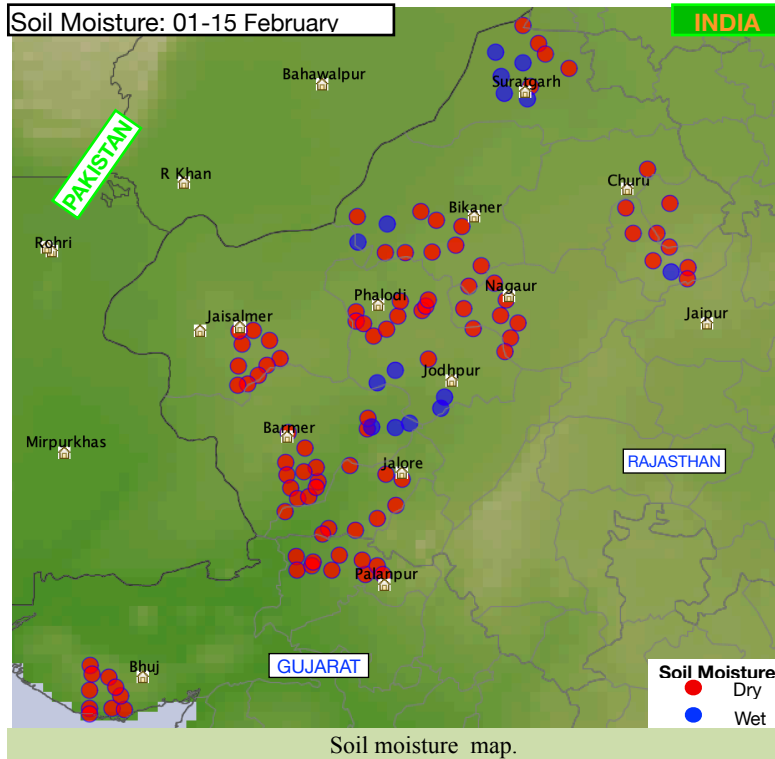 Soil Moisture: 01-15 February
INDIA
Bahawalpur
Suratgarh
PAKISTAN
R Khan
Churu
Bikaner
Rohri
Phalodi
Nagaur
Jaisalmer
Jaipur
Jodhpur
Barmer
Mirpurkhas
Jalore
RAJASTHAN
Palanpur
Bhuj
GUJARAT
Soil Moisture
Dry
Wet
Soil moisture map.